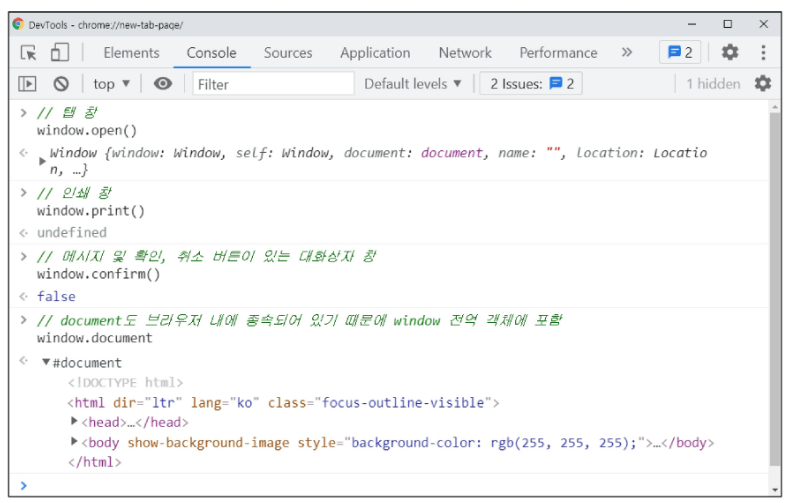 DevTools - chrome://new-tab-page/
Elements Console Sources Application Network Performance » 2
top ▼ Filter Default levels ▼ 2 Issues: 2 1 hidden
> // 탭 창
window.open()
Window {window: Window, self: Window, document: document, name: "", location: Locatio
n, …}
> // 인쇄 창
window.print()
undefined
> // 메시지 및 확인, 취소 버튼이 있는 대화상자 창
window.confirm()
false
> // document도 브라우저 내에 종속되어 있기 때문에 window 전역 객체에 포함
window.document
▼#document
<!DOCTYPE html>
<html dir="ltr" lang="ko" class="focus-outline-visible">
▶<head>…</head>
▶<body show-background-image style="background-color: rgb(255, 255, 255);">…</body>
</html>
>